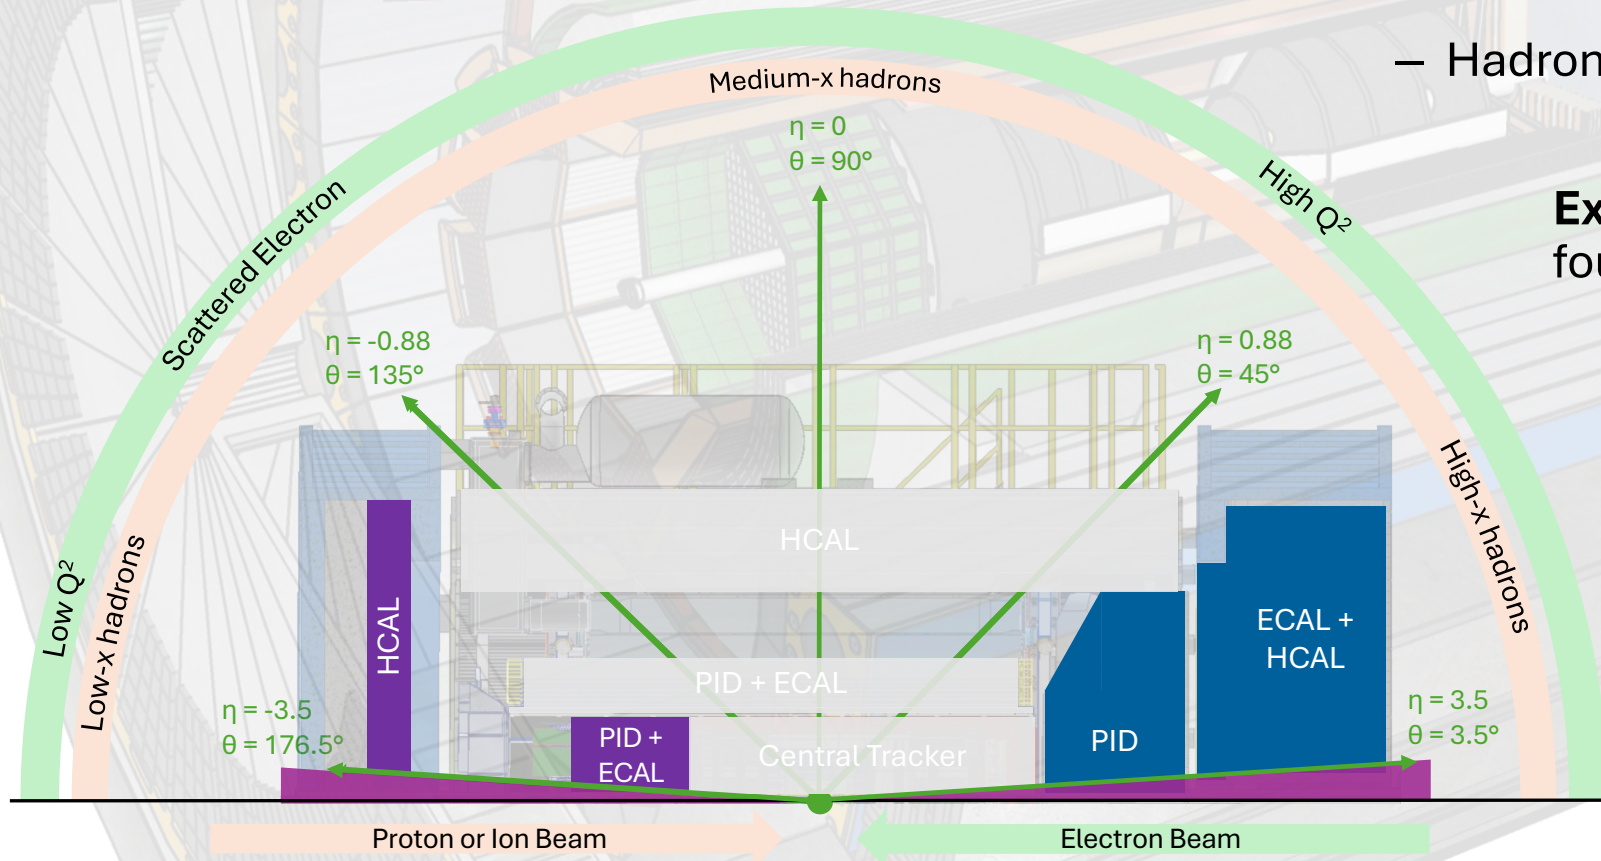 Medium-x hadrons
– Hadron
η = 0
θ = 90°
High Q²
Scattered Electron
Ex
fou
η = -0.88
θ = 135°
η = 0.88
θ = 45°
High-x hadrons
HCAL
Low Q²
Low-x hadrons
HCAL
ECAL +
HCAL
PID + ECAL
η = -3.5
θ = 176.5°
η = 3.5
θ = 3.5°
PID +
ECAL
Central Tracker
PID
Proton or Ion Beam
Electron Beam